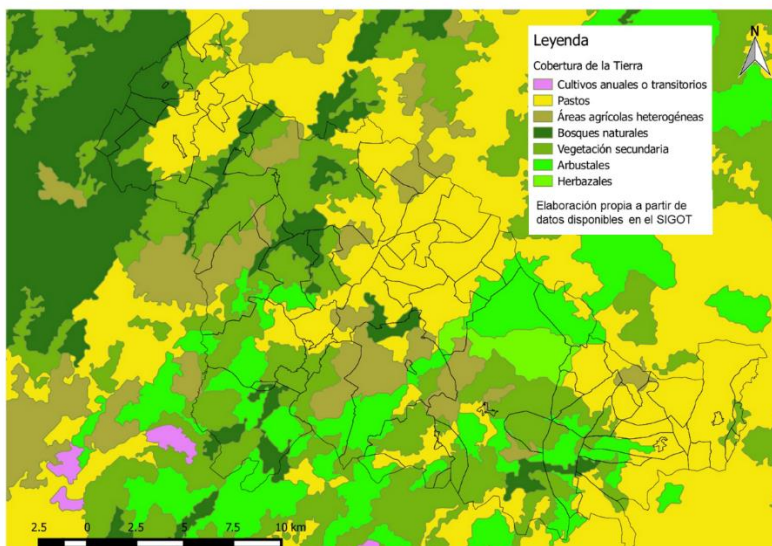 N
Leyenda
Cobertura de la Tierra
Cultivos anuales o transitorios
Pastos
Áreas agrícolas heterogéneas
Bosques naturales
Vegetación secundaria
Arbustales
Herbazales
Elaboración propia a partir de
datos disponibles en el SIGOT
2.5 0 2.5 5 7.5 10 km